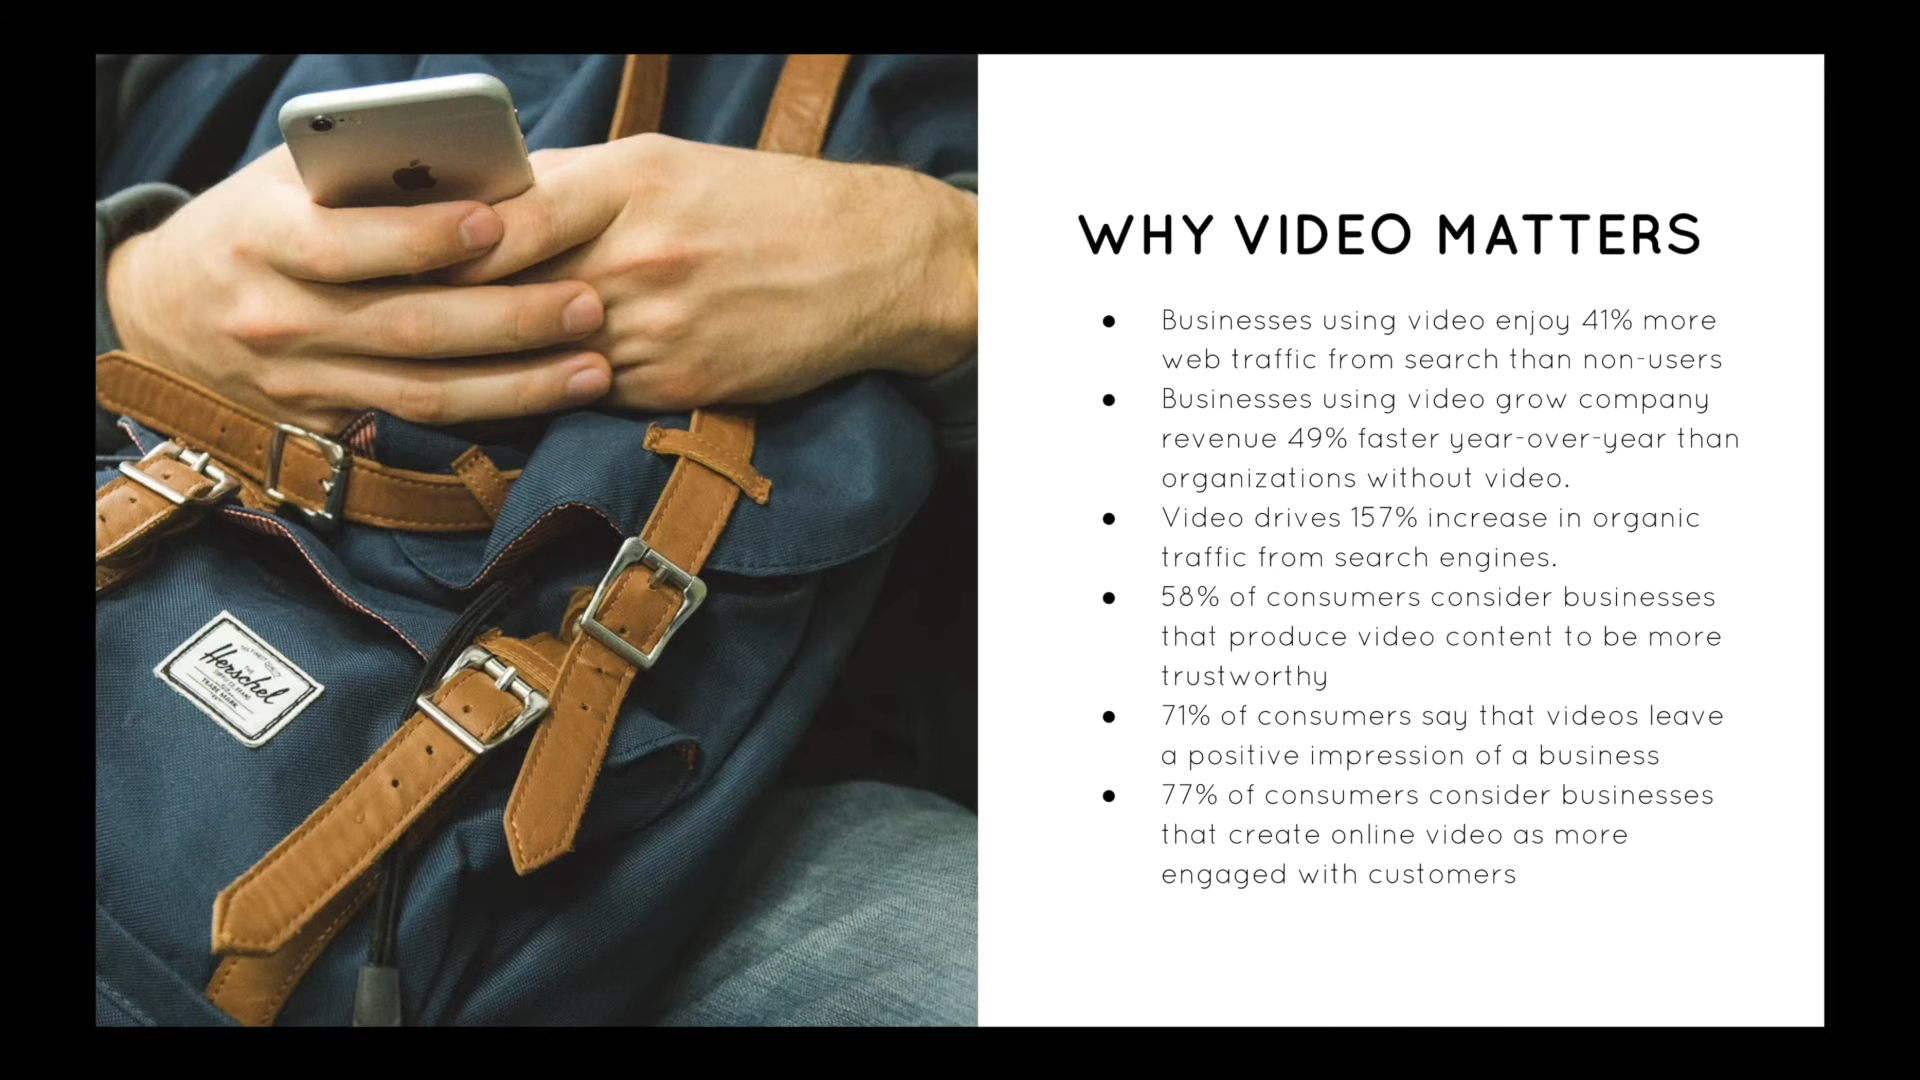 WHY VIDEO MATTERS
● Businesses using video enjoy 41% more
web traffic from search than non-users
● Businesses using video grow company
revenue 49% faster year-over-year than
organizations without video.
● Video drives 157% increase in organic
traffic from search engines.
● 58% of consumers consider businesses
that produce video content to be more
trustworthy
● 71% of consumers say that videos leave
a positive impression of a business
● 77% of consumers consider businesses
that create online video as more
engaged with customers
Herschel
TRADE MARK